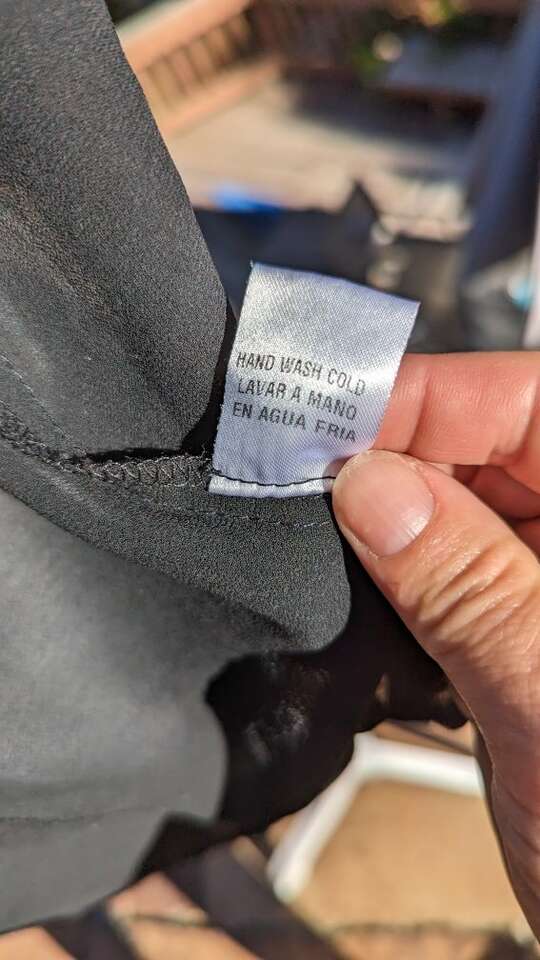 HAND WASH COLD
LAVAR A MANO
EN AGUA FRIA